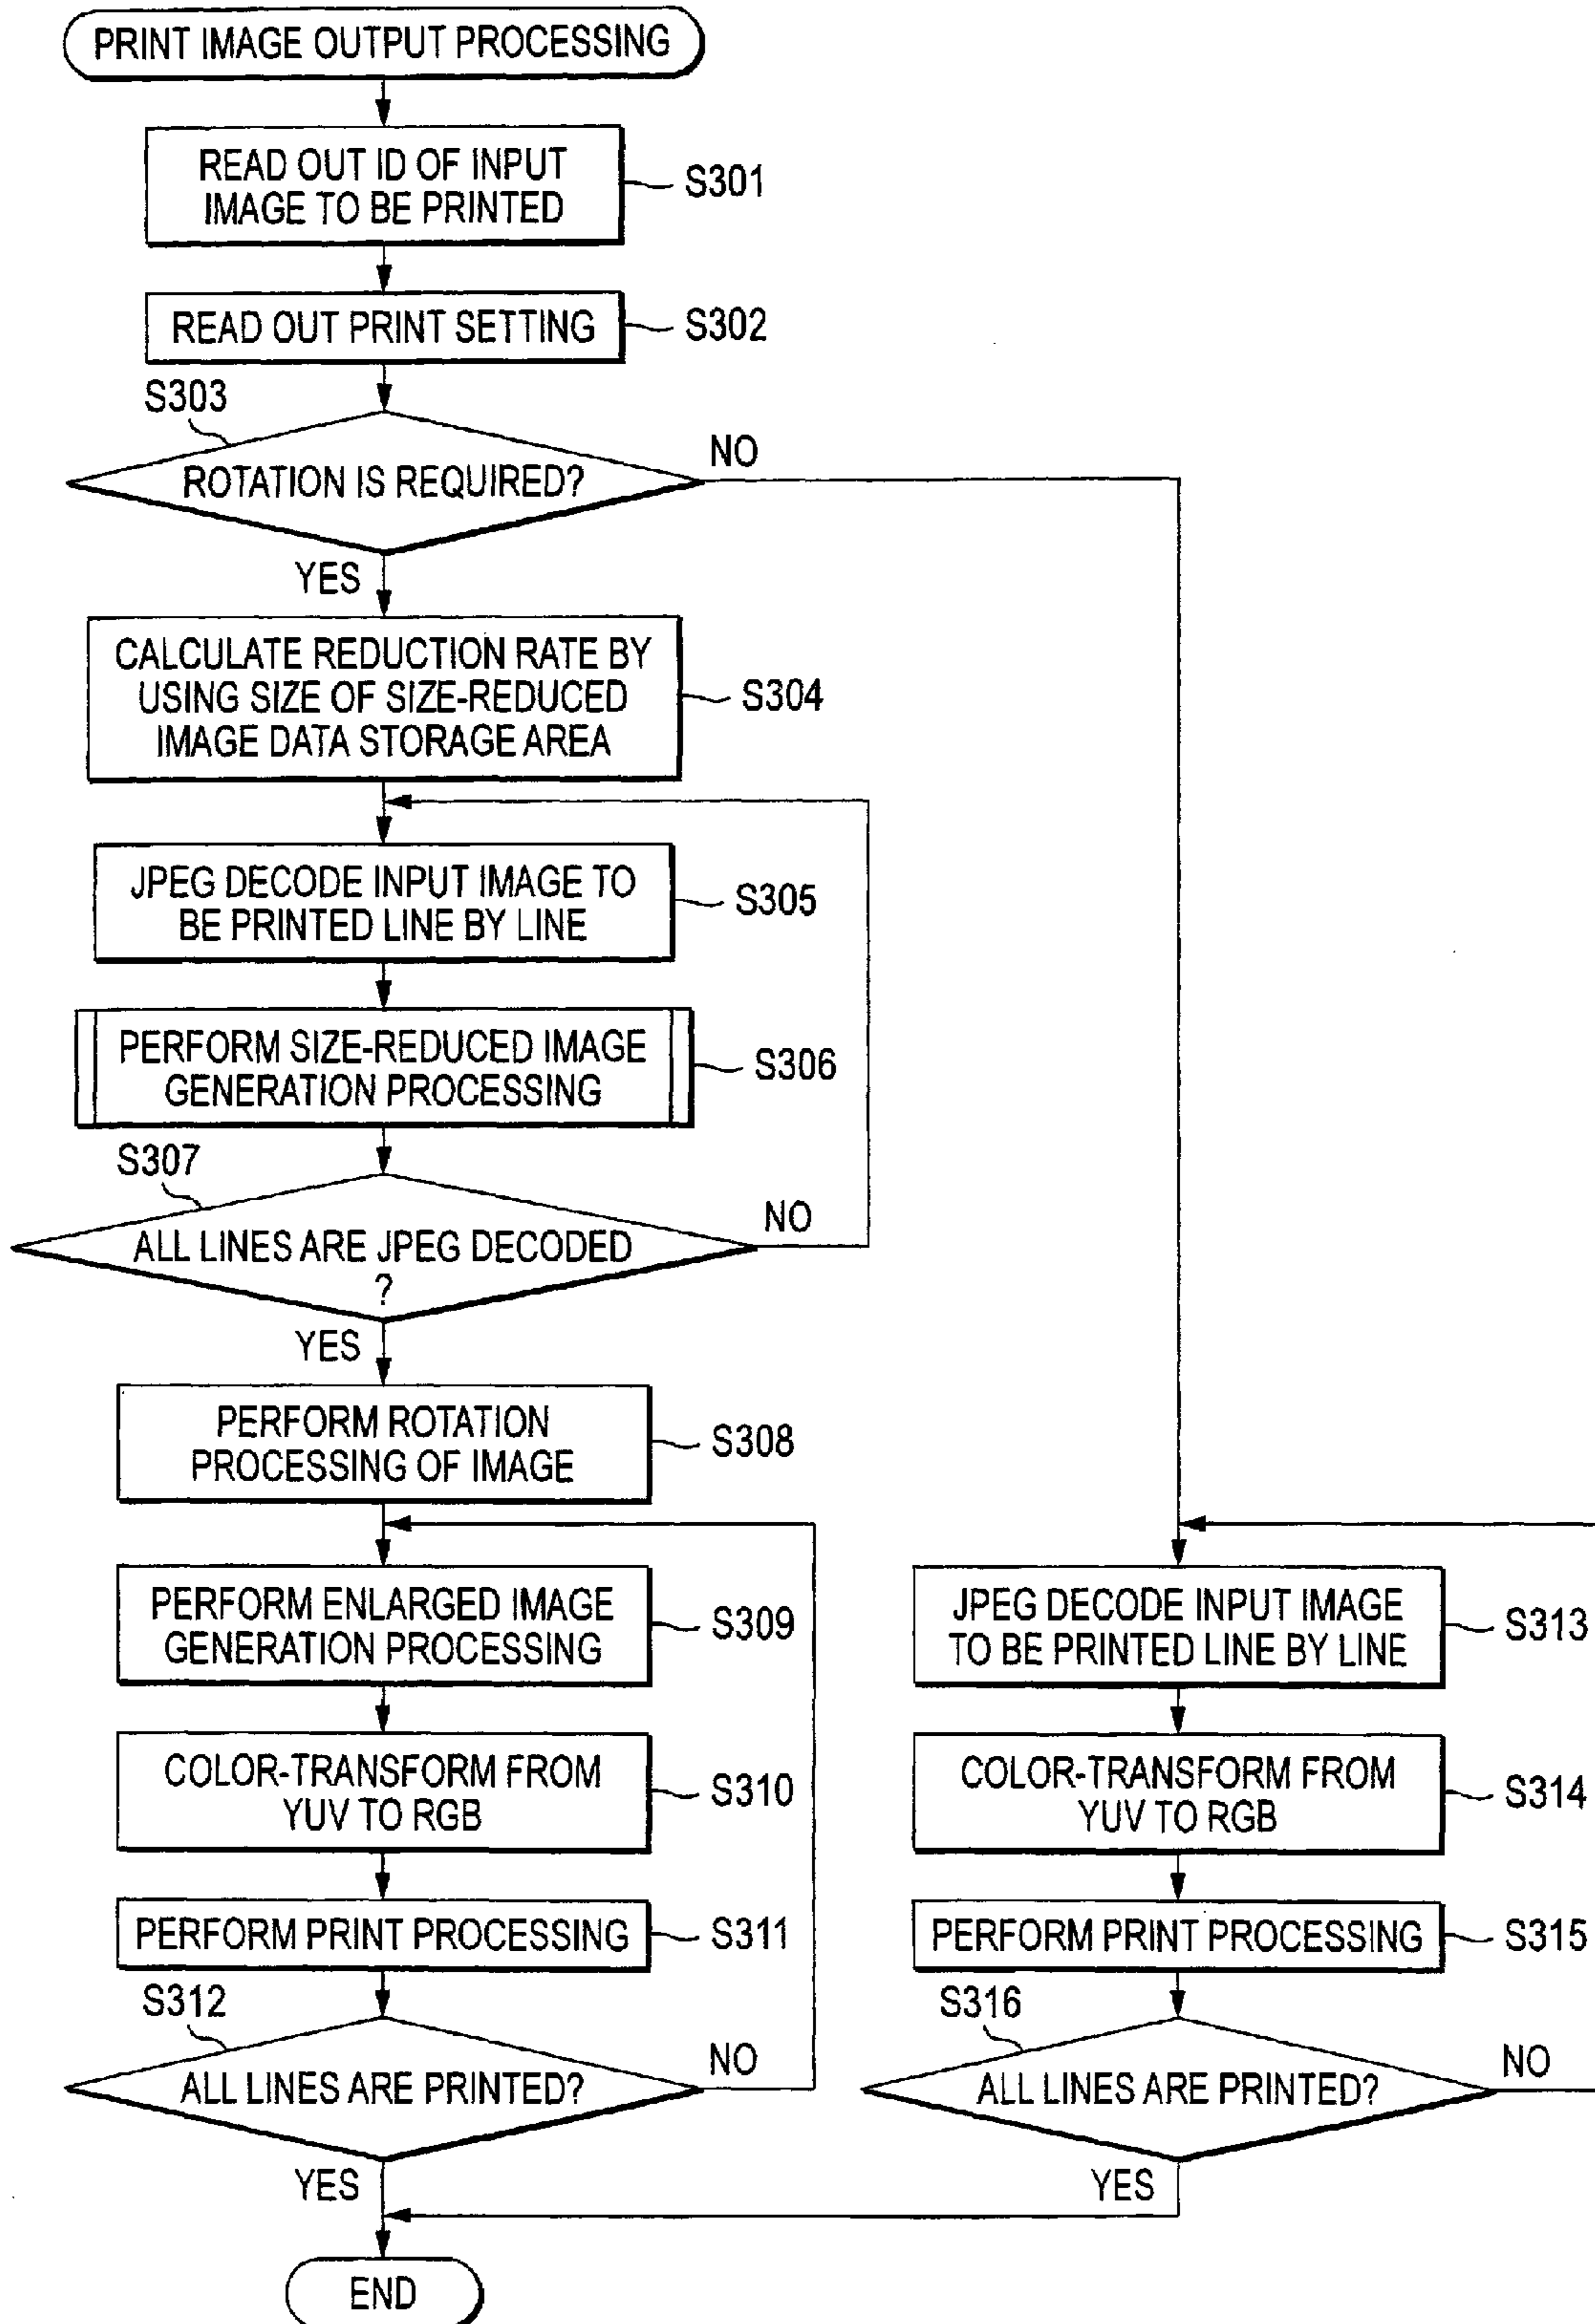 PRINT IMAGE OUTPUT PROCESSING
READ OUT ID OF INPUT
IMAGE TO BE PRINTED
S301
READ OUT PRINT SETTING
S302
S303
ROTATION IS REQUIRED?
NO
YES
CALCULATE REDUCTION RATE BY
USING SIZE OF SIZE-REDUCED
IMAGE DATA STORAGE AREA
S304
JPEG DECODE INPUT IMAGE TO
BE PRINTED LINE BY LINE
S305
PERFORM SIZE-REDUCED IMAGE
GENERATION PROCESSING
S306
S307
ALL LINES ARE JPEG DECODED
?
NO
YES
PERFORM ROTATION
PROCESSING OF IMAGE
S308
PERFORM ENLARGED IMAGE
GENERATION PROCESSING
S309
COLOR-TRANSFORM FROM
YUV TO RGB
S310
PERFORM PRINT PROCESSING
S311
S312
ALL LINES ARE PRINTED?
NO
YES
JPEG DECODE INPUT IMAGE
TO BE PRINTED LINE BY LINE
S313
COLOR-TRANSFORM FROM
YUV TO RGB
S314
PERFORM PRINT PROCESSING
S315
S316
ALL LINES ARE PRINTED?
NO
YES
END